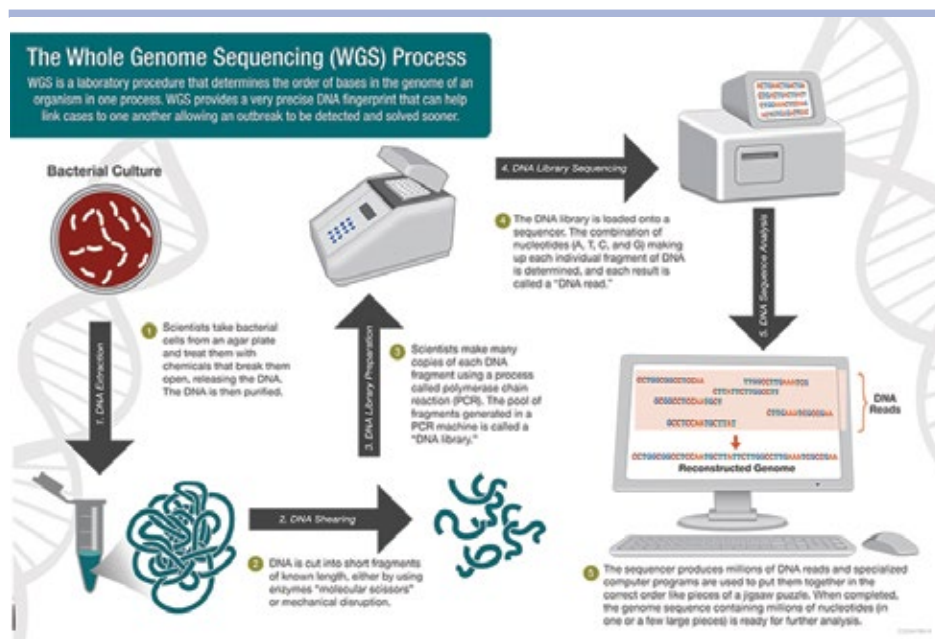 The Whole Genome Sequencing (WGS) Process
WGS is a laboratory procedure that determines the order of bases in the genome of an
organism in one process. WGS provides a very precise DNA fingerprint that can help
link cases to one another allowing an outbreak to be detected and solved sooner.
Bacterial Culture
1. DNA Extraction
1 Scientists take bacterial
cells from an agar plate
and treat them with
chemicals that break them
open, releasing the DNA.
The DNA is then purified.
2. DNA Shearing
2 DNA is cut into short fragments
of known length, either by using
enzymes “molecular scissors”
or mechanical disruption.
3. DNA Library Preparation
3 Scientists make many
copies of each DNA
fragment using a process
called polymerase chain
reaction (PCR). The pool of
fragments generated in a
PCR machine is called a
“DNA library.”
4. DNA Library Sequencing
4 The DNA library is loaded onto a
sequencer. The combination of
nucleotides (A, T, C, and G) making
up each individual fragment of DNA
is determined, and each result is
called a “DNA read.”
5. DNA Sequence Analysis
CCTGGCGGCCTCCAA
TTGGCCTTGAAATCG
CTTATTCTTGGCCTT
GCGGCCTCCAATGCT
CTTGAAATCGCCGAA
GCCTCCAATGCTTAT
DNA
Reads
CCTGGCGGCCTCCAATGCTTATTCTTGGCCTTGAAATCGCCGAA
Reconstructed Genome
5 The sequencer produces millions of DNA reads and specialized
computer programs are used to put them together in the
correct order like pieces of a jigsaw puzzle. When completed,
the genome sequence containing millions of nucleotides (in
one or a few large pieces) is ready for further analysis.